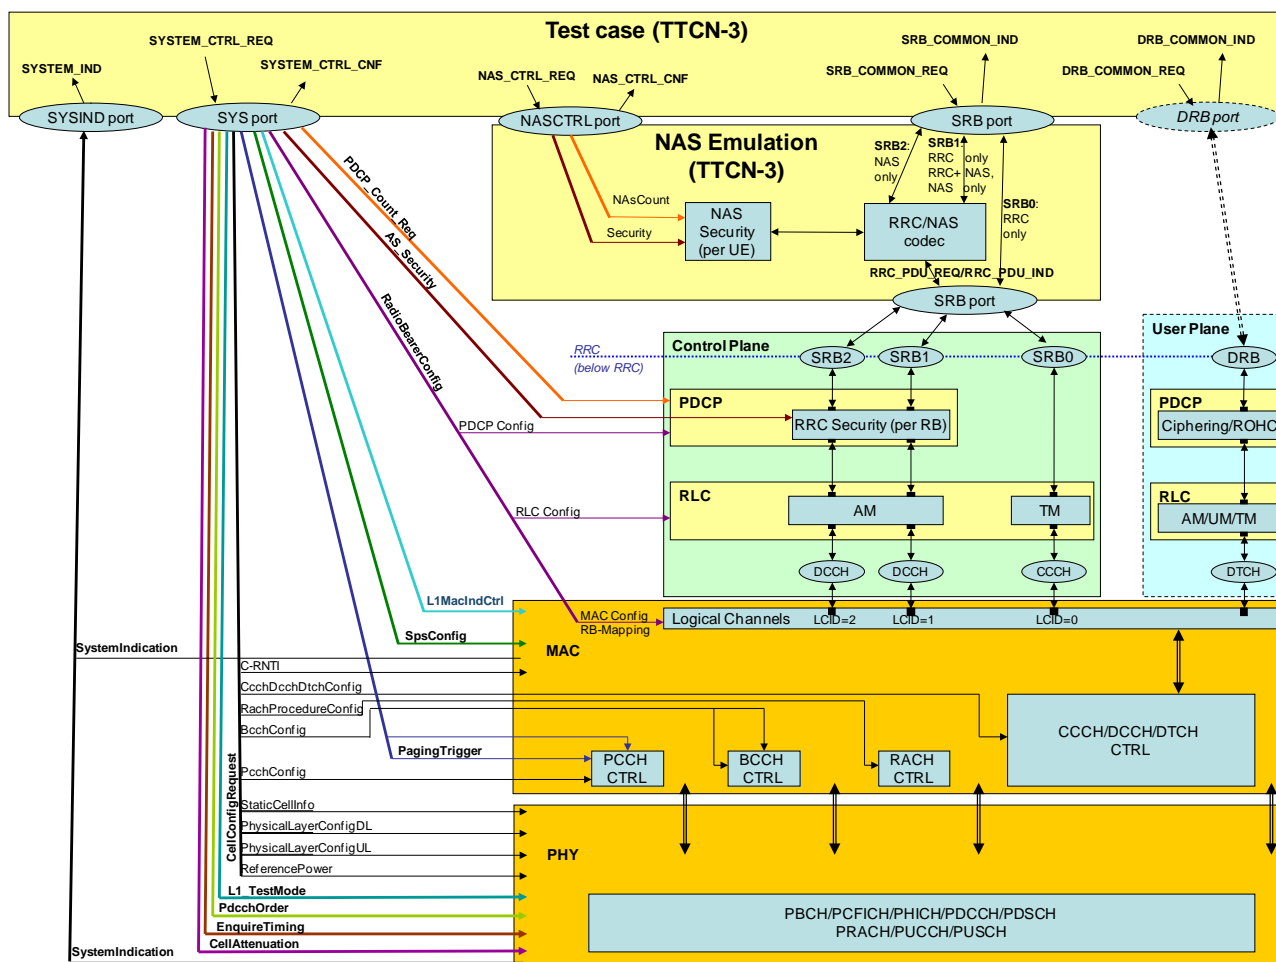 Test case (TTCN-3)
SYSTEM_CTRL_REQ
SYSTEM_IND
SYSTEM_CTRL_CNF
NAS_CTRL_REQ
NAS_CTRL_CNF
SRB_COMMON_IND
SRB_COMMON_REQ
DRB_COMMON_IND
DRB_COMMON_REQ
SYSIND port
SYS port
NASCTRL port
SRB port
DRB port
NAS Emulation
(TTCN-3)
SRB2:
NAS
only
SRB1:
RRC only
RRC+ NAS,
NAS only
SRB0:
RRC
only
NAsCount
Security
NAS
Security
(per UE)
RRC/NAS
codec
RRC_PDU_REQ/RRC_PDU_IND
SRB port
PDCP_Count_Req
AS_Security
RadioBearerConfig
Control Plane
User Plane
RRC
(below RRC)
SRB2
SRB1
SRB0
DRB
PDCP
RRC Security (per RB)
PDCP
Ciphering/ROHC
PDCP Config
RLC
AM
TM
RLC
AM/UM/TM
RLC Config
DCCH
DCCH
CCCH
DTCH
L1MacIndCtrl
MAC Config
RB-Mapping
Logical Channels
LCID=2
LCID=1
LCID=0
SpsConfig
SystemIndication
MAC
C-RNTI
CcchDcchDtchConfig
RachProcedureConfig
BcchConfig
PagingTrigger
PcchConfig
PCCH
CTRL
BCCH
CTRL
RACH
CTRL
CCCH/DCCH/DTCH
CTRL
CellConfigRequest
StaticCellInfo
PhysicalLayerConfigDL
PhysicalLayerConfigUL
ReferencePower
PHY
L1_TestMode
PdcchOrder
EnquireTiming
CellAttenuation
SystemIndication
PBCH/PCFICH/PHICH/PDCCH/PDSCH
PRACH/PUCCH/PUSCH